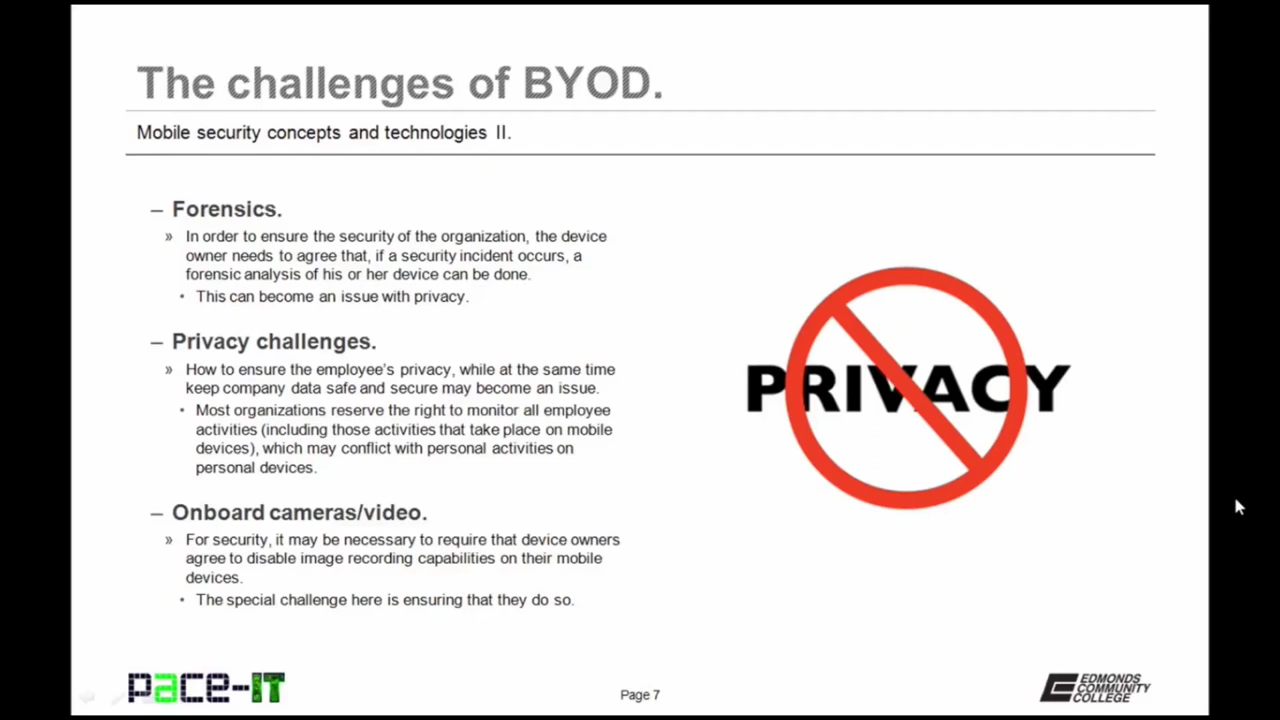 The challenges of BYOD.
Mobile security concepts and technologies II.
– Forensics.
» In order to ensure the security of the organization, the device
owner needs to agree that, if a security incident occurs, a
forensic analysis of his or her device can be done.
• This can become an issue with privacy.
– Privacy challenges.
» How to ensure the employee's privacy, while at the same time
keep company data safe and secure may become an issue.
• Most organizations reserve the right to monitor all employee
activities (including those activities that take place on mobile
devices), which may conflict with personal activities on
personal devices.
– Onboard cameras/video.
» For security, it may be necessary to require that device owners
agree to disable image recording capabilities on their mobile
devices.
• The special challenge here is ensuring that they do so.
PRIVACY
pace-IT
Page 7
EDMONDS
COMMUNITY
COLLEGE